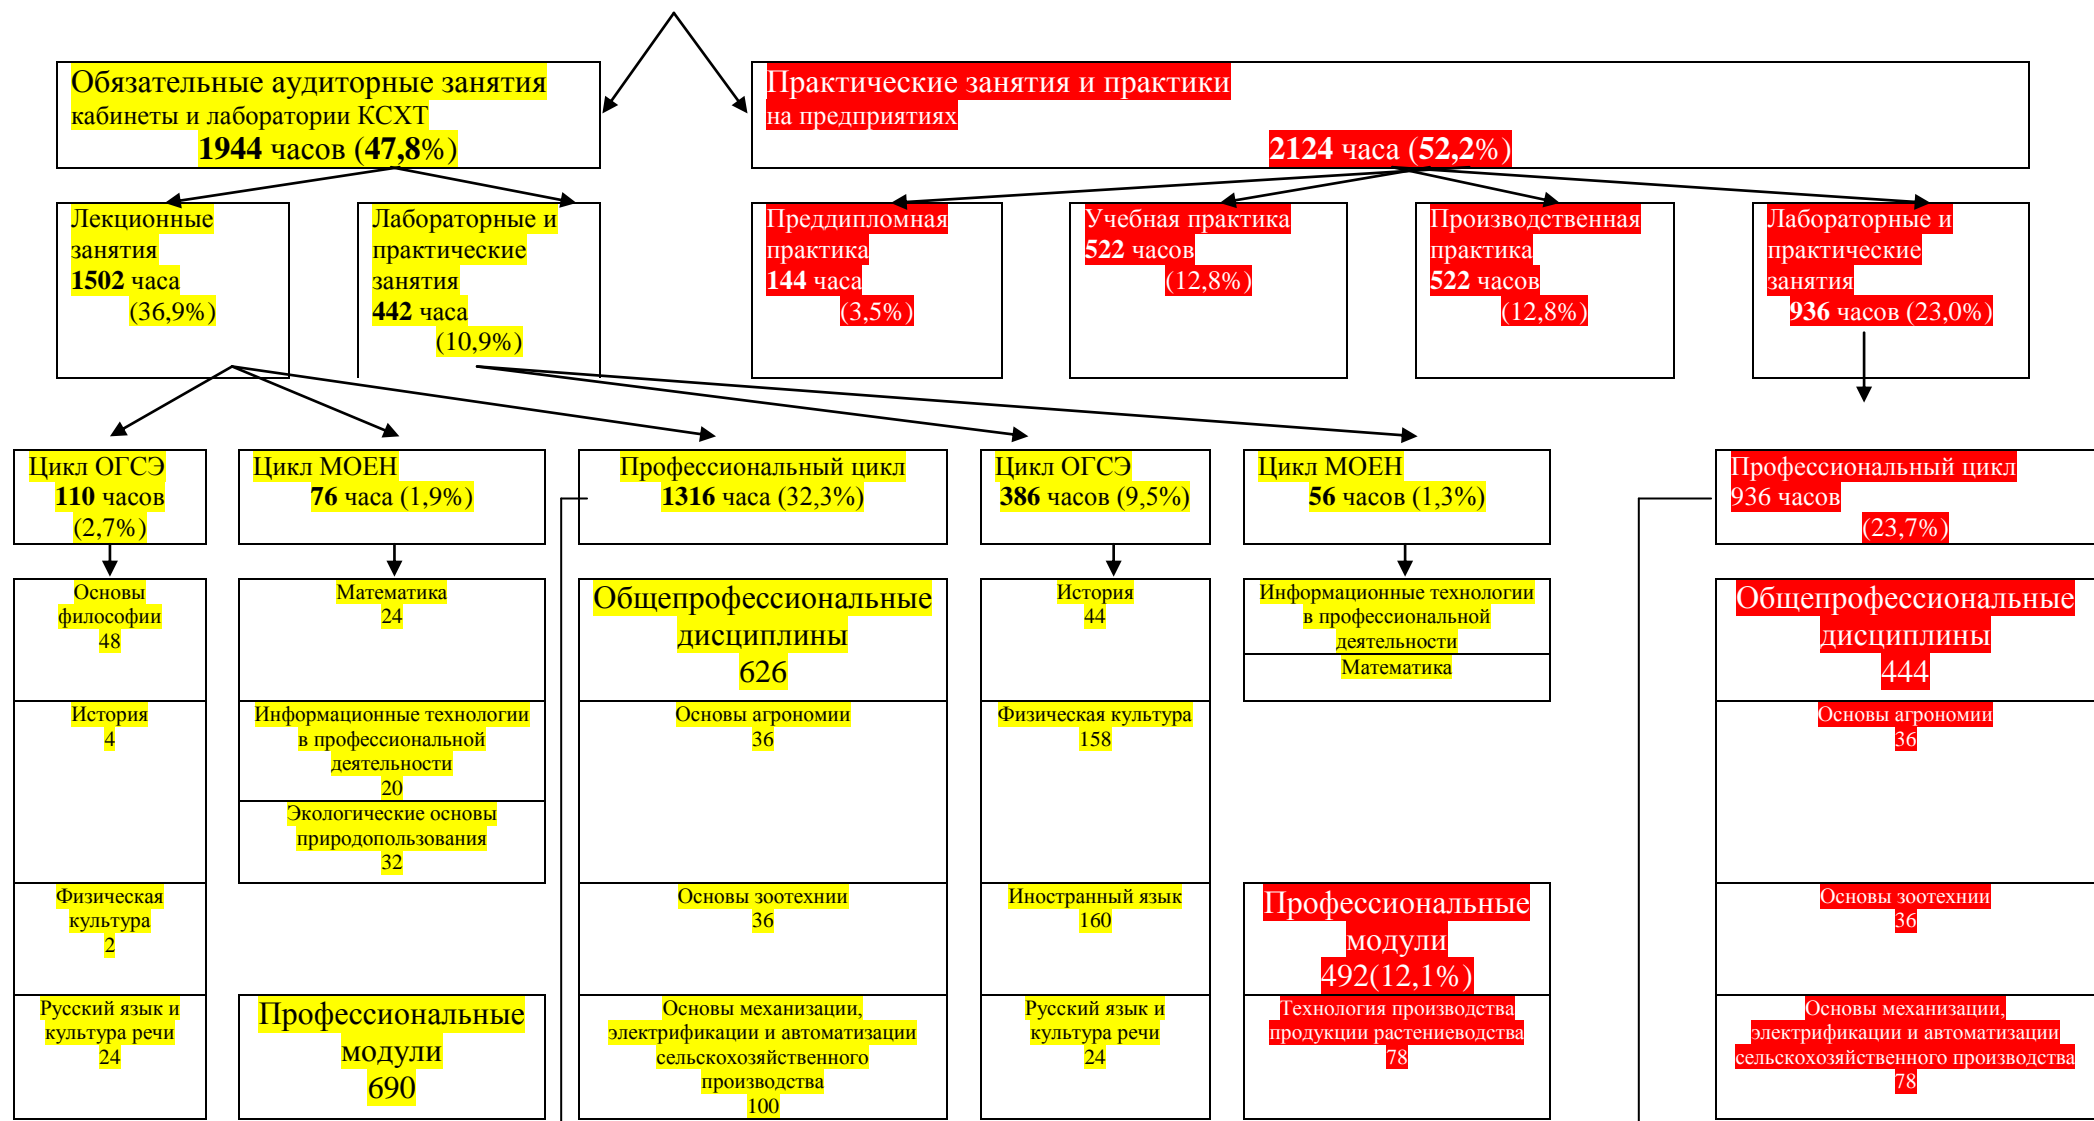 Обязательные аудиторные занятия
кабинеты и лаборатории КСХТ
1944 часов (47,8%)
Практические занятия и практики
на предприятиях
2124 часа (52,2%)
Лекционные
занятия
1502 часа
(36,9%)
Лабораторные и
практические
занятия
442 часа
(10,9%)
Преддипломная
практика
144 часа
(3,5%)
Учебная практика
522 часов
(12,8%)
Производственная
практика
522 часов
(12,8%)
Лабораторные и
практические
занятия
936 часов (23,0%)
Цикл ОГСЭ
110 часов
(2,7%)
Цикл МОЕН
76 часа (1,9%)
Профессиональный цикл
1316 часа (32,3%)
Цикл ОГСЭ
386 часов (9,5%)
Цикл МОЕН
56 часов (1,3%)
Профессиональный цикл
936 часов
(23,7%)
Основы
философии
48
Математика
24
Общепрофессиональные
дисциплины
626
История
44
Информационные технологии
в профессиональной
деятельности
Математика
Общепрофессиональные
дисциплины
444
История
4
Информационные технологии
в профессиональной
деятельности
20
Экологические основы
природопользования
32
Основы агрономии
36
Физическая культура
158
Основы агрономии
36
Физическая
культура
2
Основы зоотехнии
36
Иностранный язык
160
Профессиональные
модули
492(12,1%)
Основы зоотехнии
36
Русский язык и
культура речи
24
Профессиональные
модули
690
Основы механизации,
электрификации и автоматизации
сельскохозяйственного
производства
100
Русский язык и
культура речи
24
Технология производства
продукции растениеводства
78
Основы механизации,
электрификации и автоматизации
сельскохозяйственного производства
78